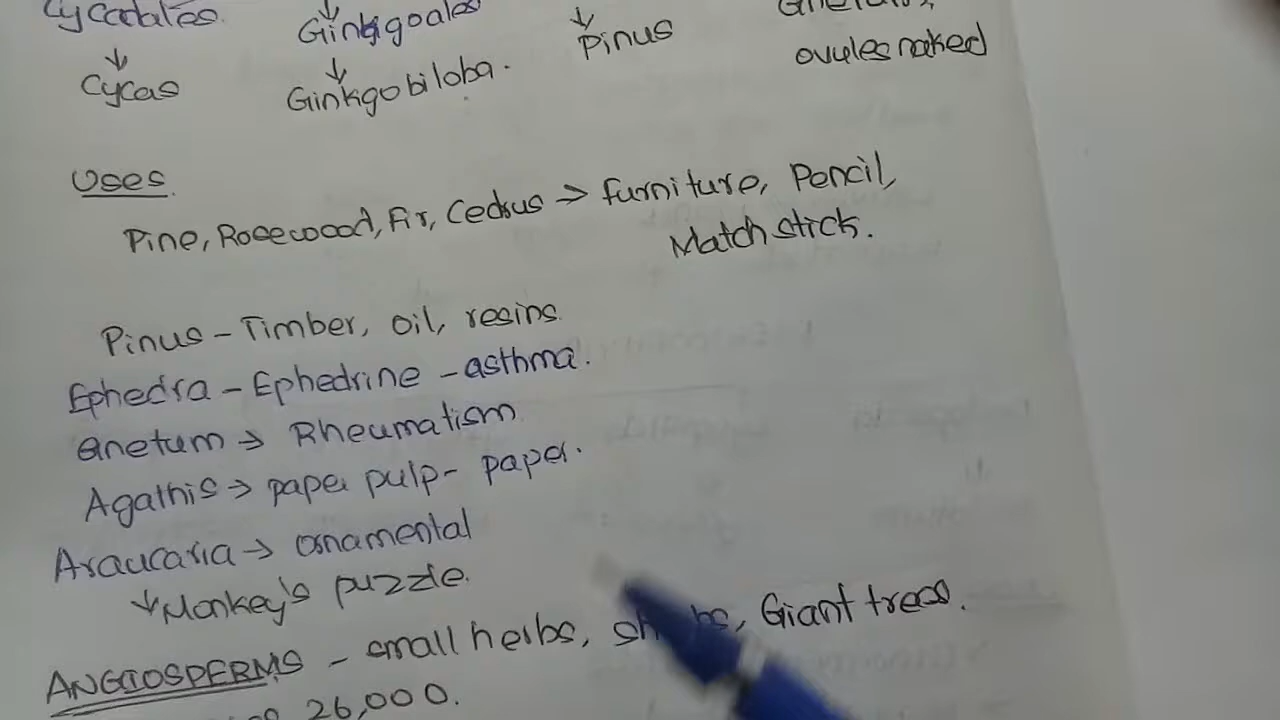 Cycadales Ginkgoales Pinus
Cycas Ginkgobiloba. ovules naked
Uses.
Pine, Rosewood, Fir, Cedrus → furniture, Pencil,
Match stick.
Pinus - Timber, oil, resins
Ephedra - Ephedrine - asthma.
Gnetum → Rheumatism
Agathis → paper pulp - paper.
Araucaria → ornamental
↓ Monkey's puzzle.
ANGIOSPERMS - small herbs, shrubs, Giant trees.
26,000.